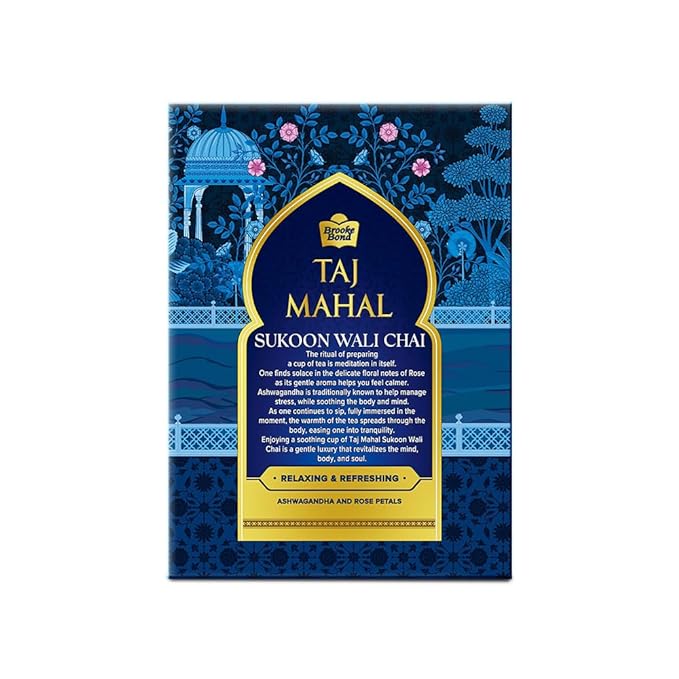 Brooke
Bond
TAJ
MAHAL
SUKOON WALI CHAI
The ritual of preparing
a cup of tea is meditation in itself.
One finds solace in the delicate floral notes of Rose
as its gentle aroma helps you feel calmer.
Ashwagandha is traditionally known to help manage
stress, while soothing the body and mind.
As one continues to sip, fully immersed in the
moment, the warmth of the tea spreads through the
body, easing one into tranquility.
Enjoying a soothing cup of Taj Mahal Sukoon Wali
Chai is a gentle luxury that revitalizes the mind,
body, and soul.
• RELAXING & REFRESHING •
ASHWAGANDHA AND ROSE PETALS